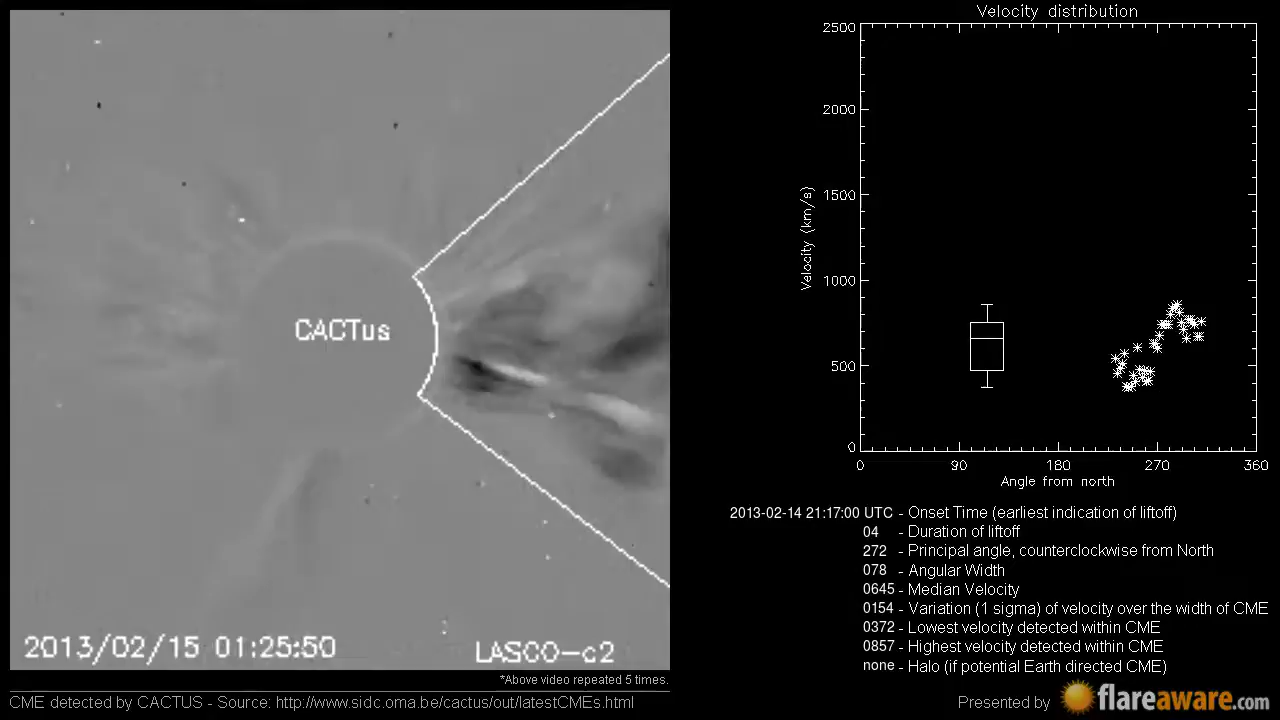 CACTus
2013/02/15 01:25:50
LASCO-c2
*Above video repeated 5 times.
CME detected by CACTUS - Source: http://www.sidc.oma.be/cactus/out/latestCMEs.html
Velocity distribution
Velocity (km/s)
2500
2000
1500
1000
500
0
0 90 180 270 360
Angle from north
2013-02-14 21:17:00 UTC - Onset Time (earliest indication of liftoff)
04 - Duration of liftoff
272 - Principal angle, counterclockwise from North
078 - Angular Width
0645 - Median Velocity
0154 - Variation (1 sigma) of velocity over the width of CME
0372 - Lowest velocity detected within CME
0857 - Highest velocity detected within CME
none - Halo (if potential Earth directed CME)
Presented by flareaware.com